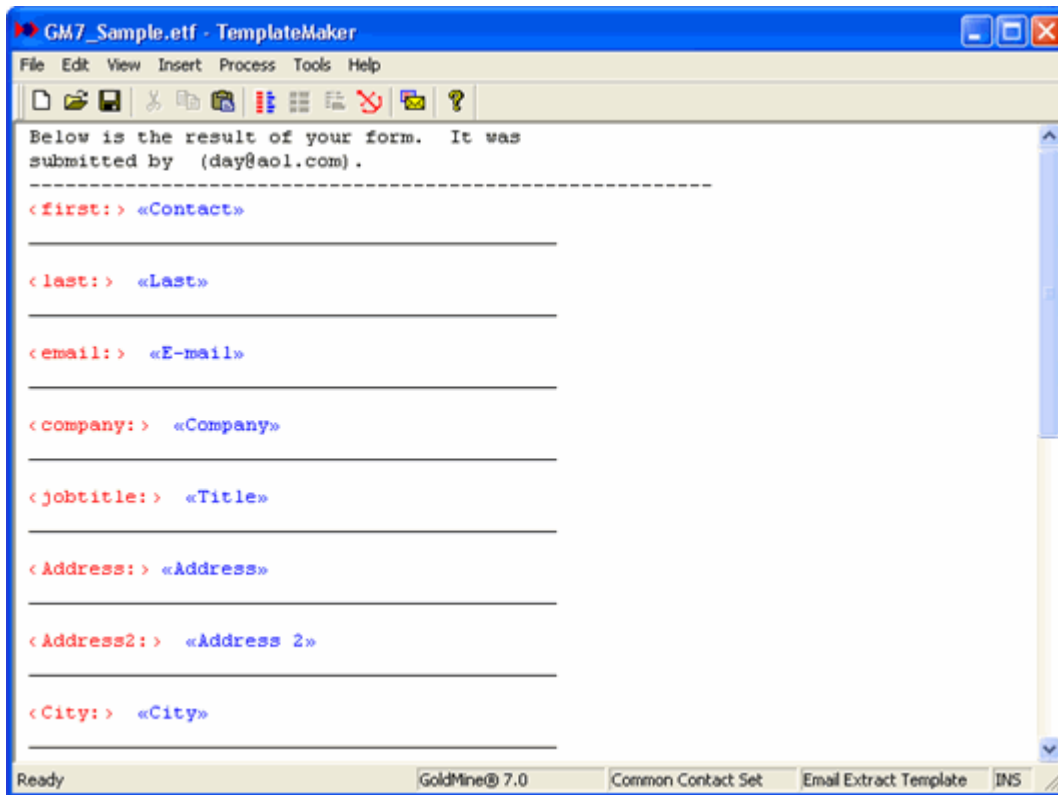 GM7_Sample.etf - TemplateMaker
File Edit View Insert Process Tools Help
Below is the result of your form.  It was
submitted by  (day@aol.com).
---------------------------------------------------------
<first:> «Contact»
<last:>  «Last»
<email:>  «E-mail»
<company:>  «Company»
<jobtitle:>  «Title»
<Address:> «Address»
<Address2:>  «Address 2»
<City:>  «City»
Ready GoldMine® 7.0 Common Contact Set Email Extract Template INS